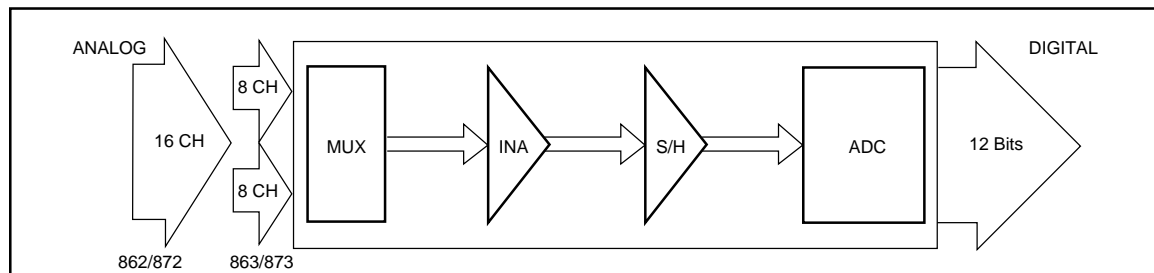 ANALOG
DIGITAL
8 CH
16 CH
MUX
INA
S/H
ADC
12 Bits
8 CH
862/872
863/873